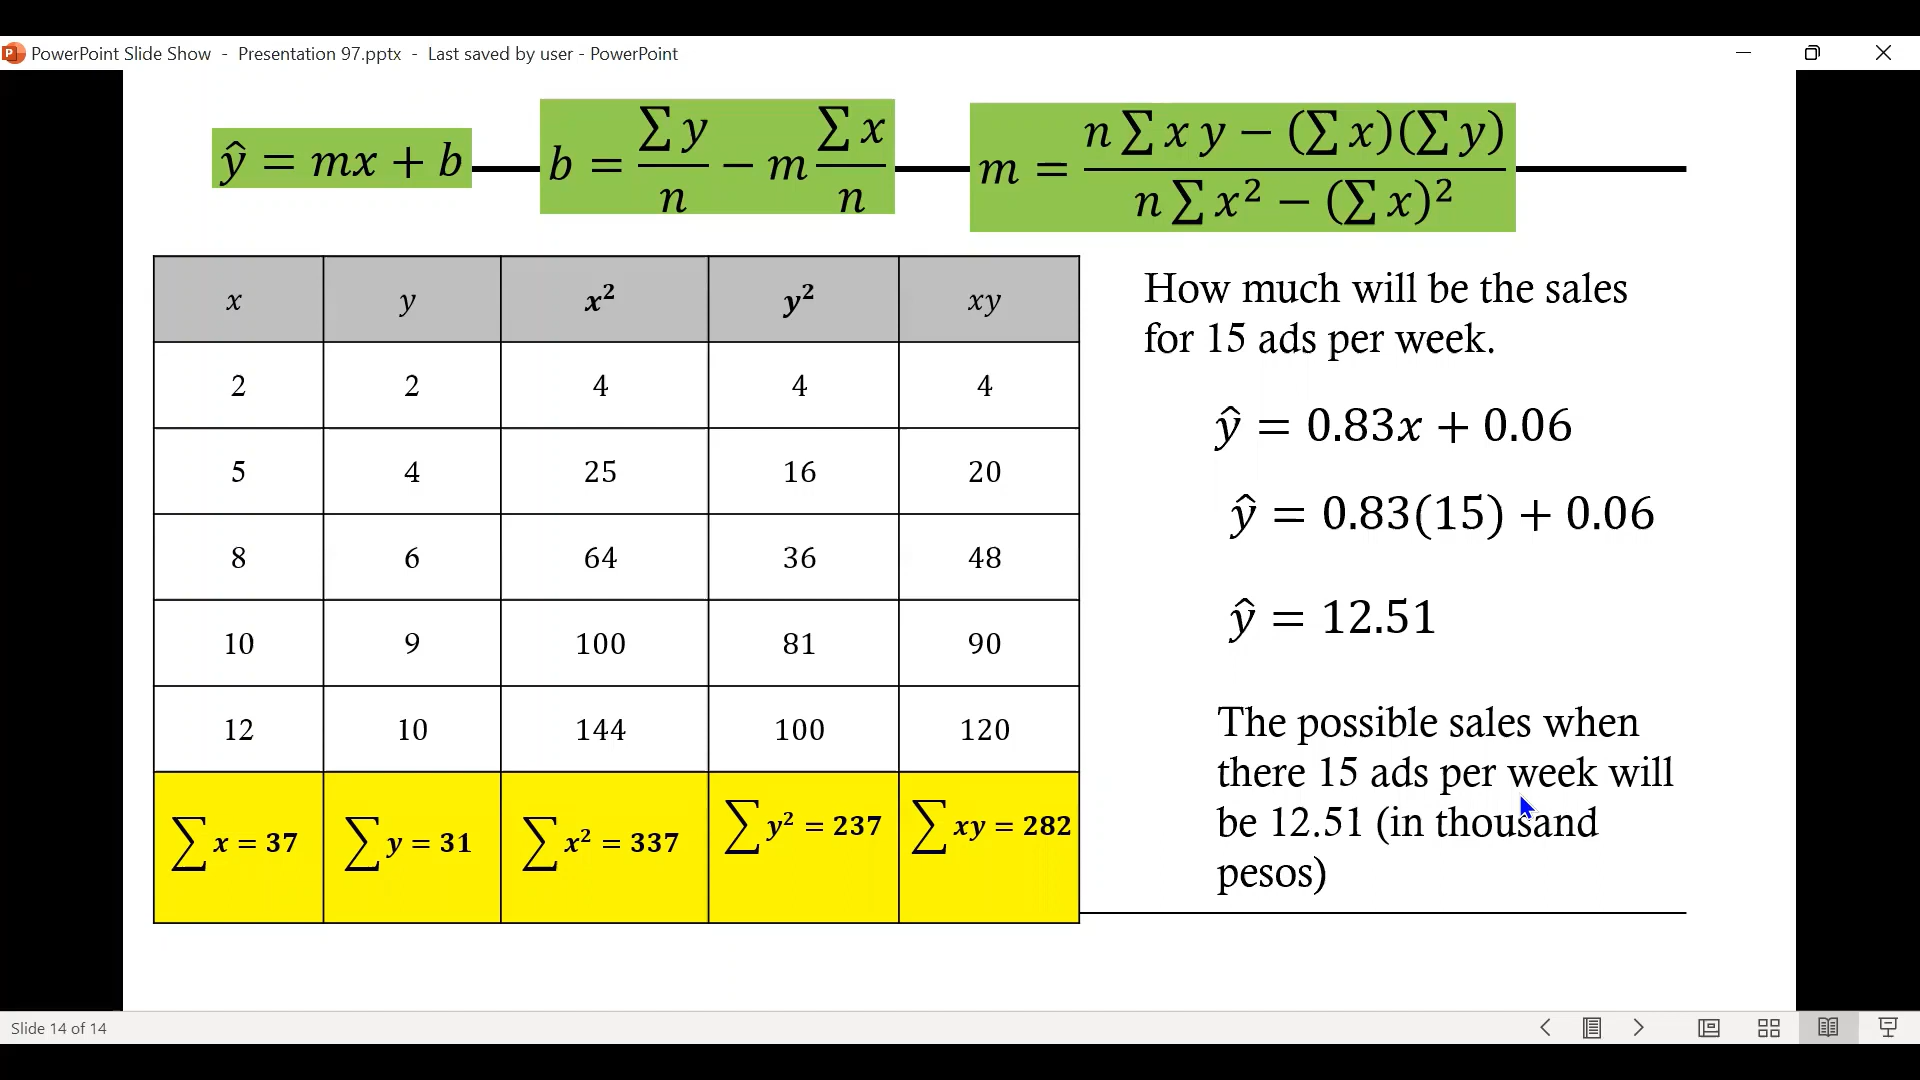 PowerPoint Slide Show - Presentation 97.pptx - Last saved by user - PowerPoint
ŷ = mx + b
b = ∑y/n − m ∑x/n
m = (n∑xy − (∑x)(∑y)) / (n∑x² − (∑x)²)
x y x² y² xy
2 2 4 4 4
5 4 25 16 20
8 6 64 36 48
10 9 100 81 90
12 10 144 100 120
∑x = 37 ∑y = 31 ∑x² = 337 ∑y² = 237 ∑xy = 282
How much will be the sales
for 15 ads per week.
ŷ = 0.83x + 0.06
ŷ = 0.83(15) + 0.06
ŷ = 12.51
The possible sales when
there 15 ads per week will
be 12.51 (in thousand
pesos)
Slide 14 of 14